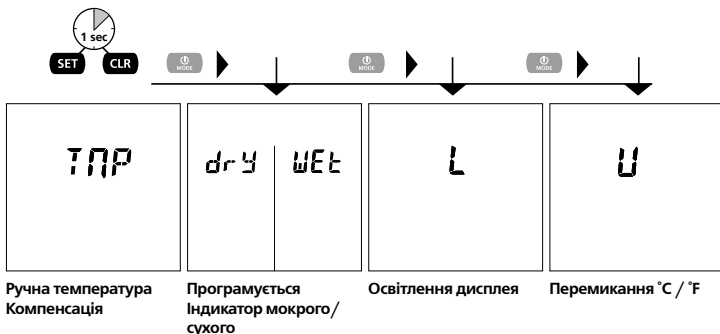 1 sec
SET CLR MODE MODE MODE
TMP dry WEt L U
Ручна температура
Компенсація
Програмується
Індикатор мокрого/
сухого
Освітлення дисплея
Перемикання °C / °F